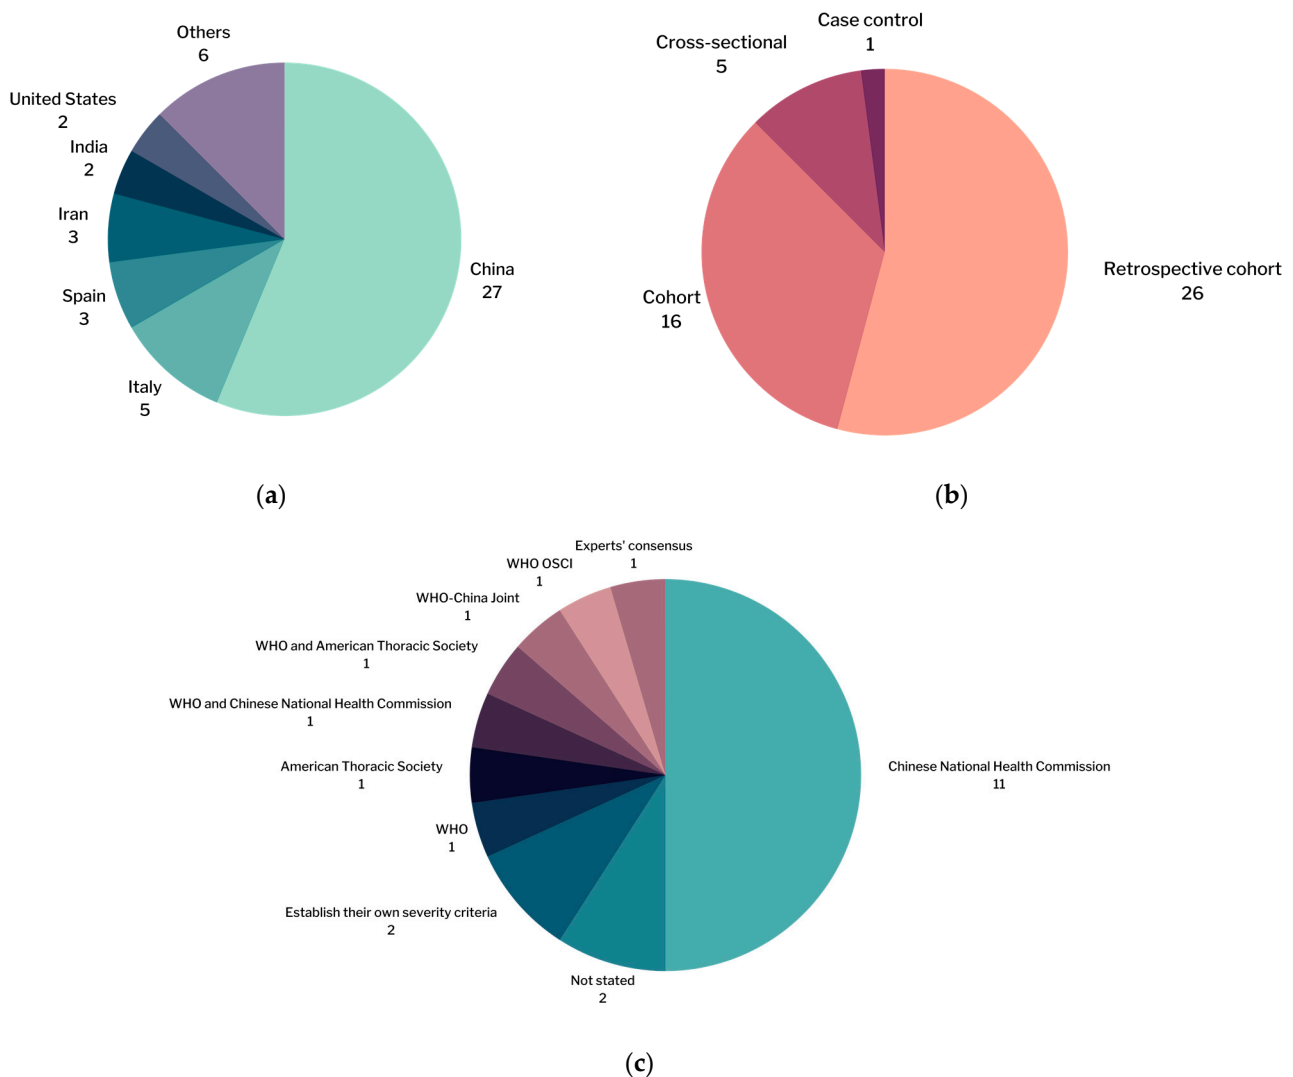 Others
6
United States
2
India
2
Iran
3
Spain
3
Italy
5
China
27
(a)
Case control
1
Cross-sectional
5
Cohort
16
Retrospective cohort
26
(b)
Experts' consensus
1
WHO OSCI
1
WHO-China Joint
1
WHO and American Thoracic Society
1
WHO and Chinese National Health Commission
1
American Thoracic Society
1
WHO
1
Establish their own severity criteria
2
Not stated
2
Chinese National Health Commission
11
(c)